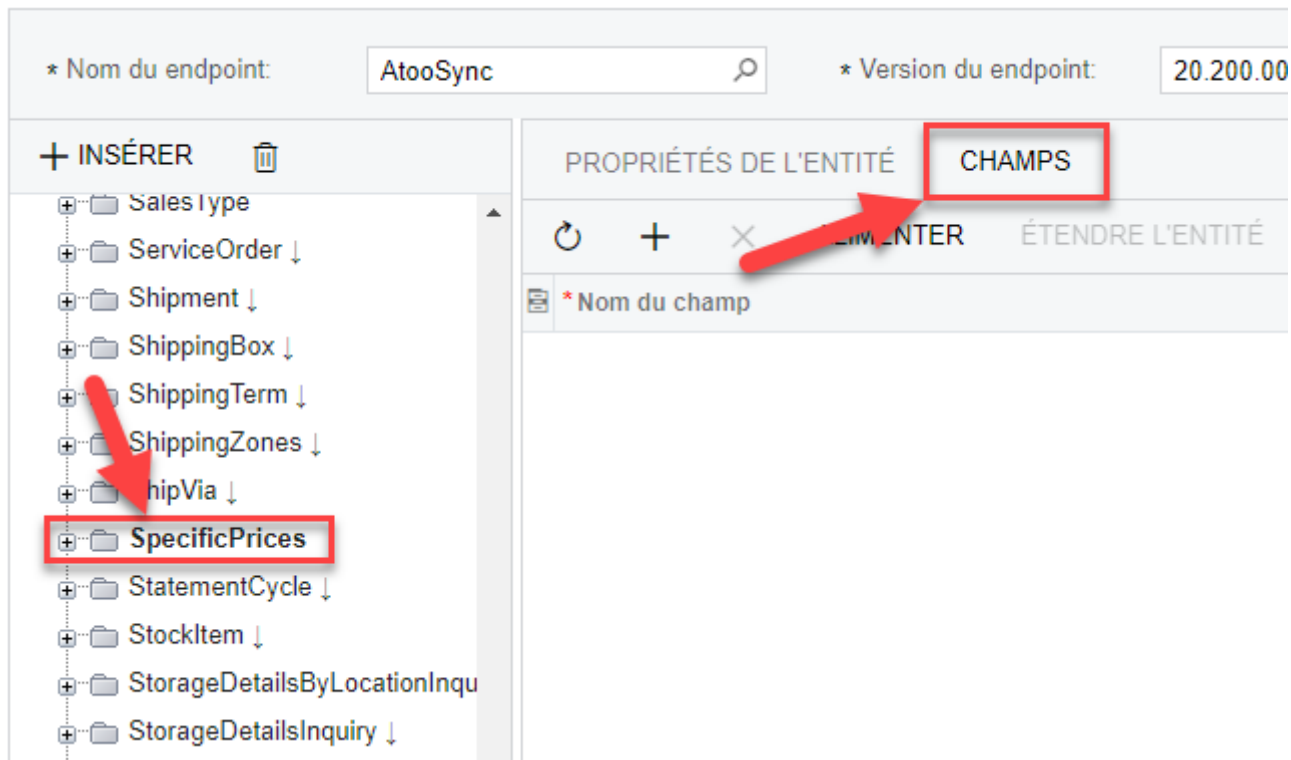 * Nom du endpoint: AtooSync * Version du endpoint: 20.200.00
+ INSÉRER
PROPRIÉTÉS DE L'ENTITÉ CHAMPS
SalesType
ServiceOrder ↓
Shipment ↓
ShippingBox ↓
ShippingTerm ↓
ShippingZones ↓
hipVia ↓
SpecificPrices
StatementCycle ↓
StockItem ↓
StorageDetailsByLocationInqu
StorageDetailsInquiry ↓
ÉTENDRE L'ENTITÉ
* Nom du champ